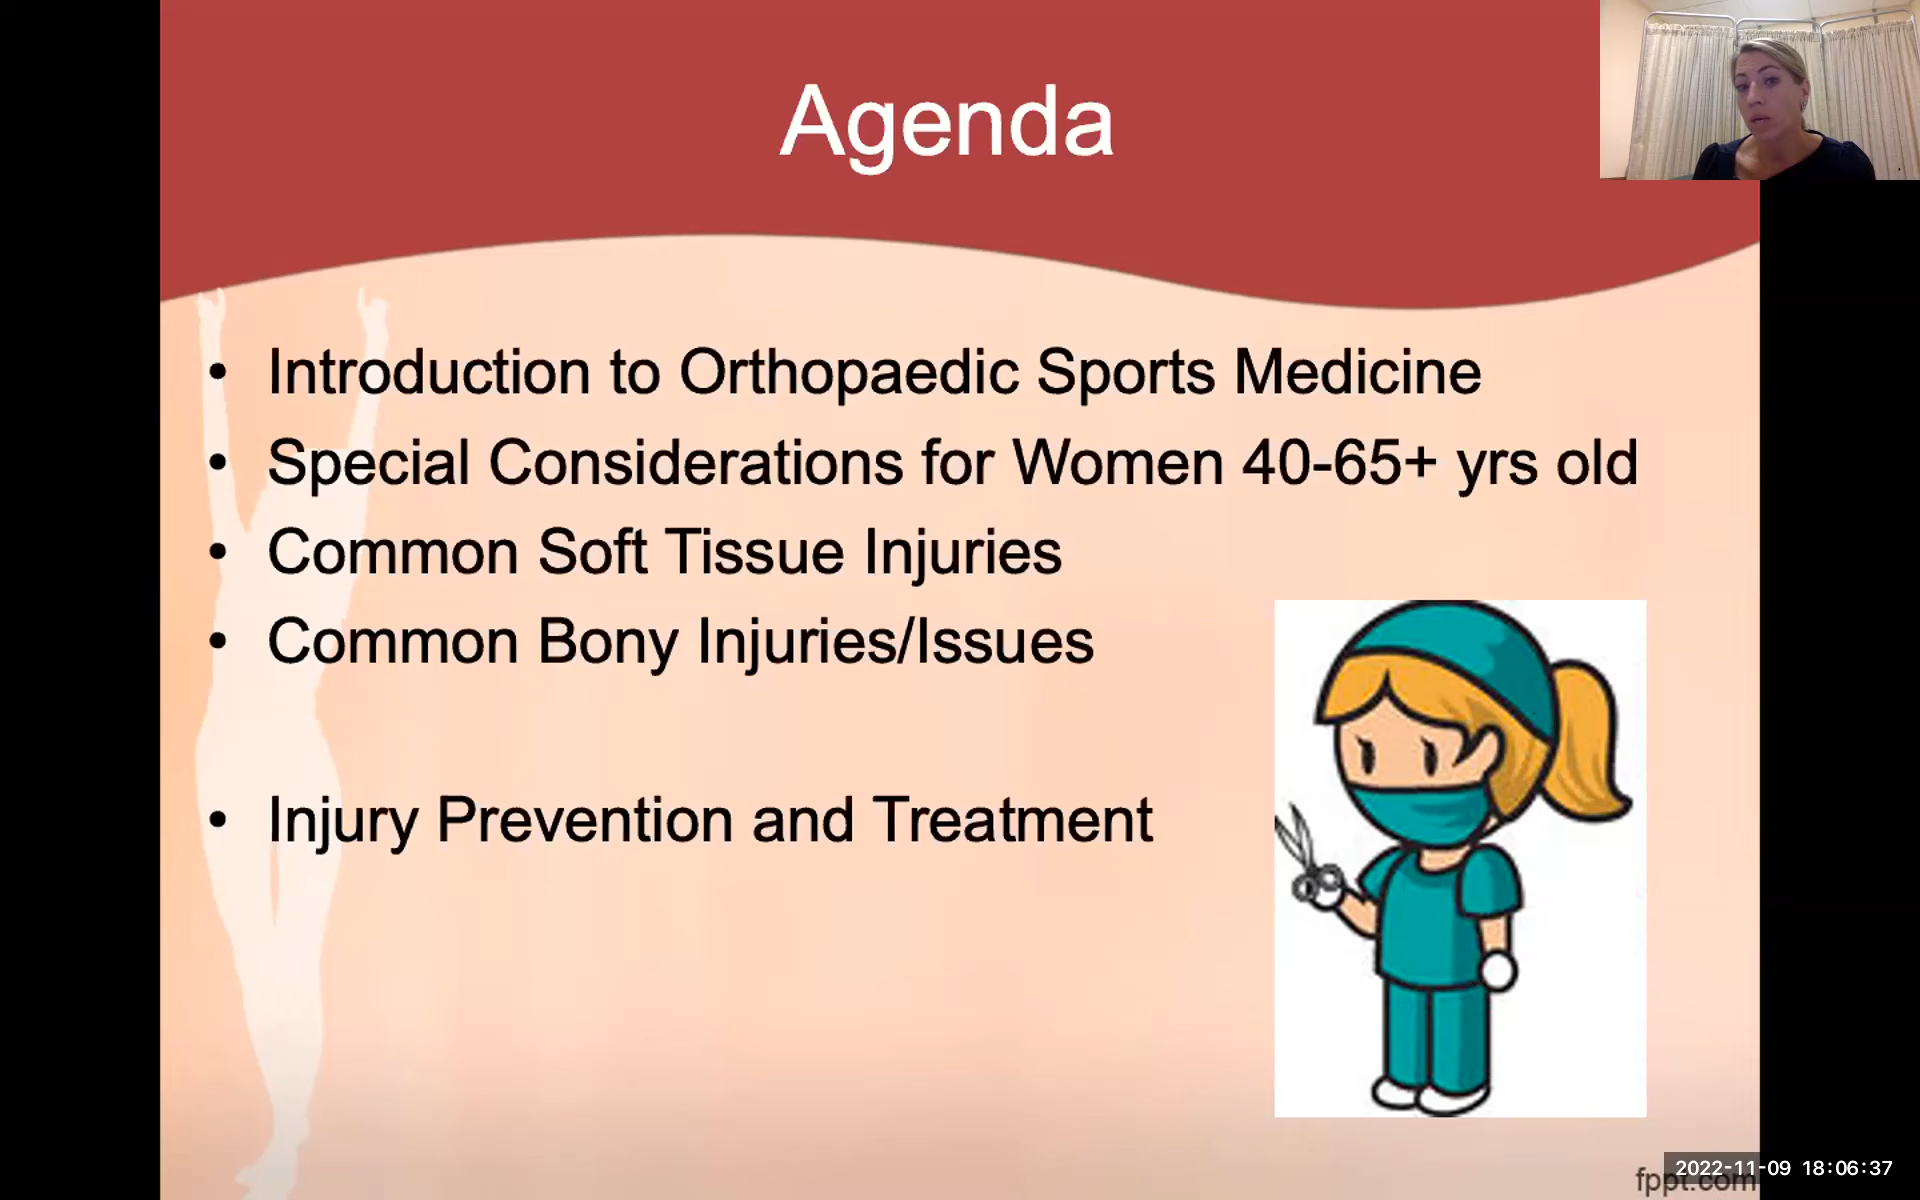 Agenda
• Introduction to Orthopaedic Sports Medicine
• Special Considerations for Women 40-65+ yrs old
• Common Soft Tissue Injuries
• Common Bony Injuries/Issues
• Injury Prevention and Treatment
2022-11-09 18:06:37
fppt.com